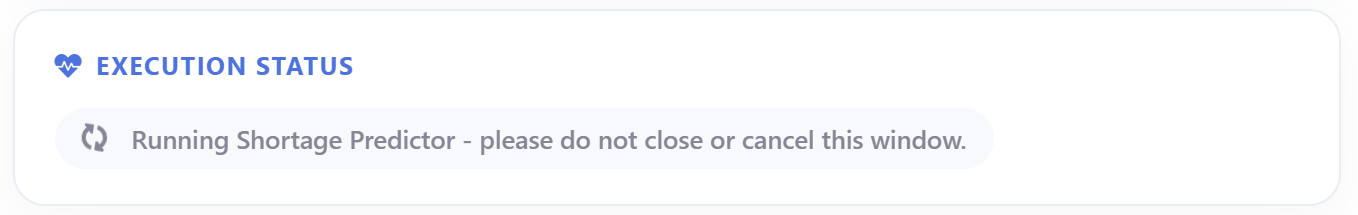 EXECUTION STATUS
Running Shortage Predictor - please do not close or cancel this window.